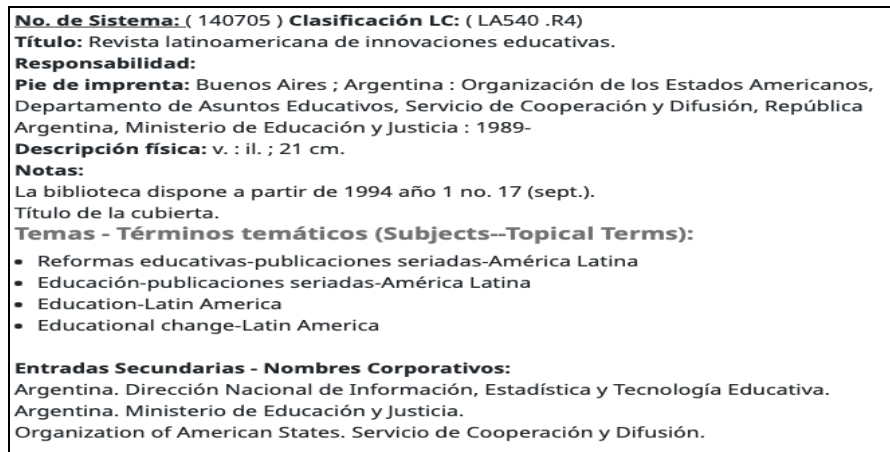 No. de Sistema: ( 140705 ) Clasificación LC: ( LA540 .R4)
Título: Revista latinoamericana de innovaciones educativas.
Responsabilidad:
Pie de imprenta: Buenos Aires ; Argentina : Organización de los Estados Americanos,
Departamento de Asuntos Educativos, Servicio de Cooperación y Difusión, República
Argentina, Ministerio de Educación y Justicia : 1989-
Descripción física: v. : il. ; 21 cm.
Notas:
La biblioteca dispone a partir de 1994 año 1 no. 17 (sept.).
Título de la cubierta.
Temas - Términos temáticos (Subjects--Topical Terms):
• Reformas educativas-publicaciones seriadas-América Latina
• Educación-publicaciones seriadas-América Latina
• Education-Latin America
• Educational change-Latin America
Entradas Secundarias - Nombres Corporativos:
Argentina. Dirección Nacional de Información, Estadística y Tecnología Educativa.
Argentina. Ministerio de Educación y Justicia.
Organization of American States. Servicio de Cooperación y Difusión.